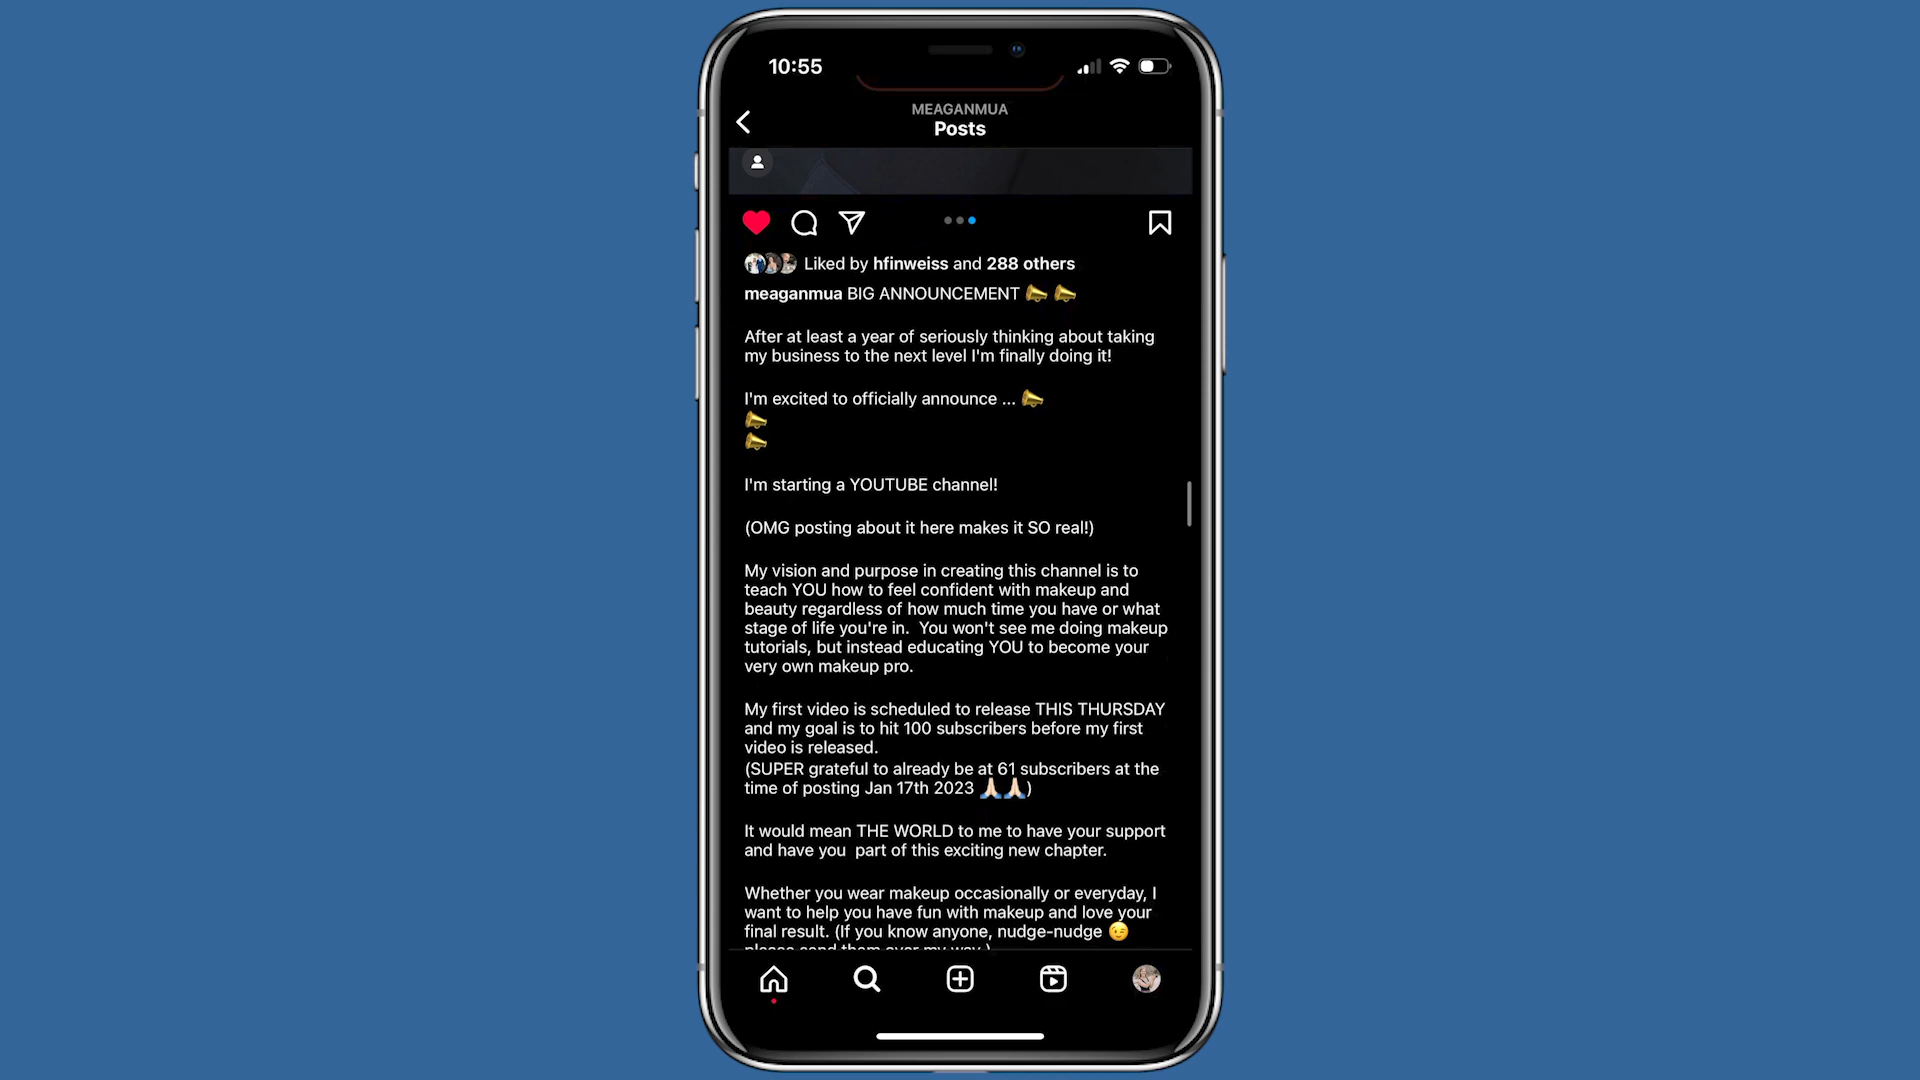 10:55
MEAGANMUA
Posts
Liked by hfinweiss and 288 others
meaganmua BIG ANNOUNCEMENT 📣 📣
After at least a year of seriously thinking about taking
my business to the next level I'm finally doing it!
I'm excited to officially announce ... 📣
📣
📣
I'm starting a YOUTUBE channel!
(OMG posting about it here makes it SO real!)
My vision and purpose in creating this channel is to
teach YOU how to feel confident with makeup and
beauty regardless of how much time you have or what
stage of life you're in.  You won't see me doing makeup
tutorials, but instead educating YOU to become your
very own makeup pro.
My first video is scheduled to release THIS THURSDAY
and my goal is to hit 100 subscribers before my first
video is released.
(SUPER grateful to already be at 61 subscribers at the
time of posting Jan 17th 2023 🙏🏻🙏🏻)
It would mean THE WORLD to me to have your support
and have you  part of this exciting new chapter.
Whether you wear makeup occasionally or everyday, I
want to help you have fun with makeup and love your
final result. (If you know anyone, nudge-nudge 😉
please send them over my way.)